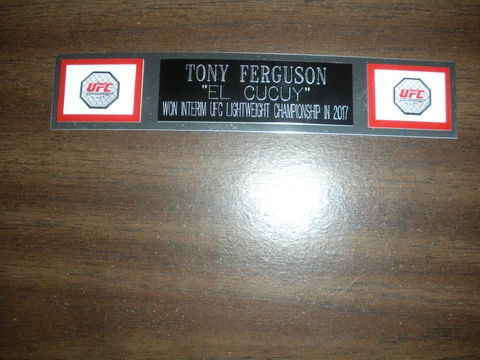 TONY FERGUSON
"EL CUCUY"
WON INTERIM UFC LIGHTWEIGHT CHAMPIONSHIP IN 2017
UFC
UFC